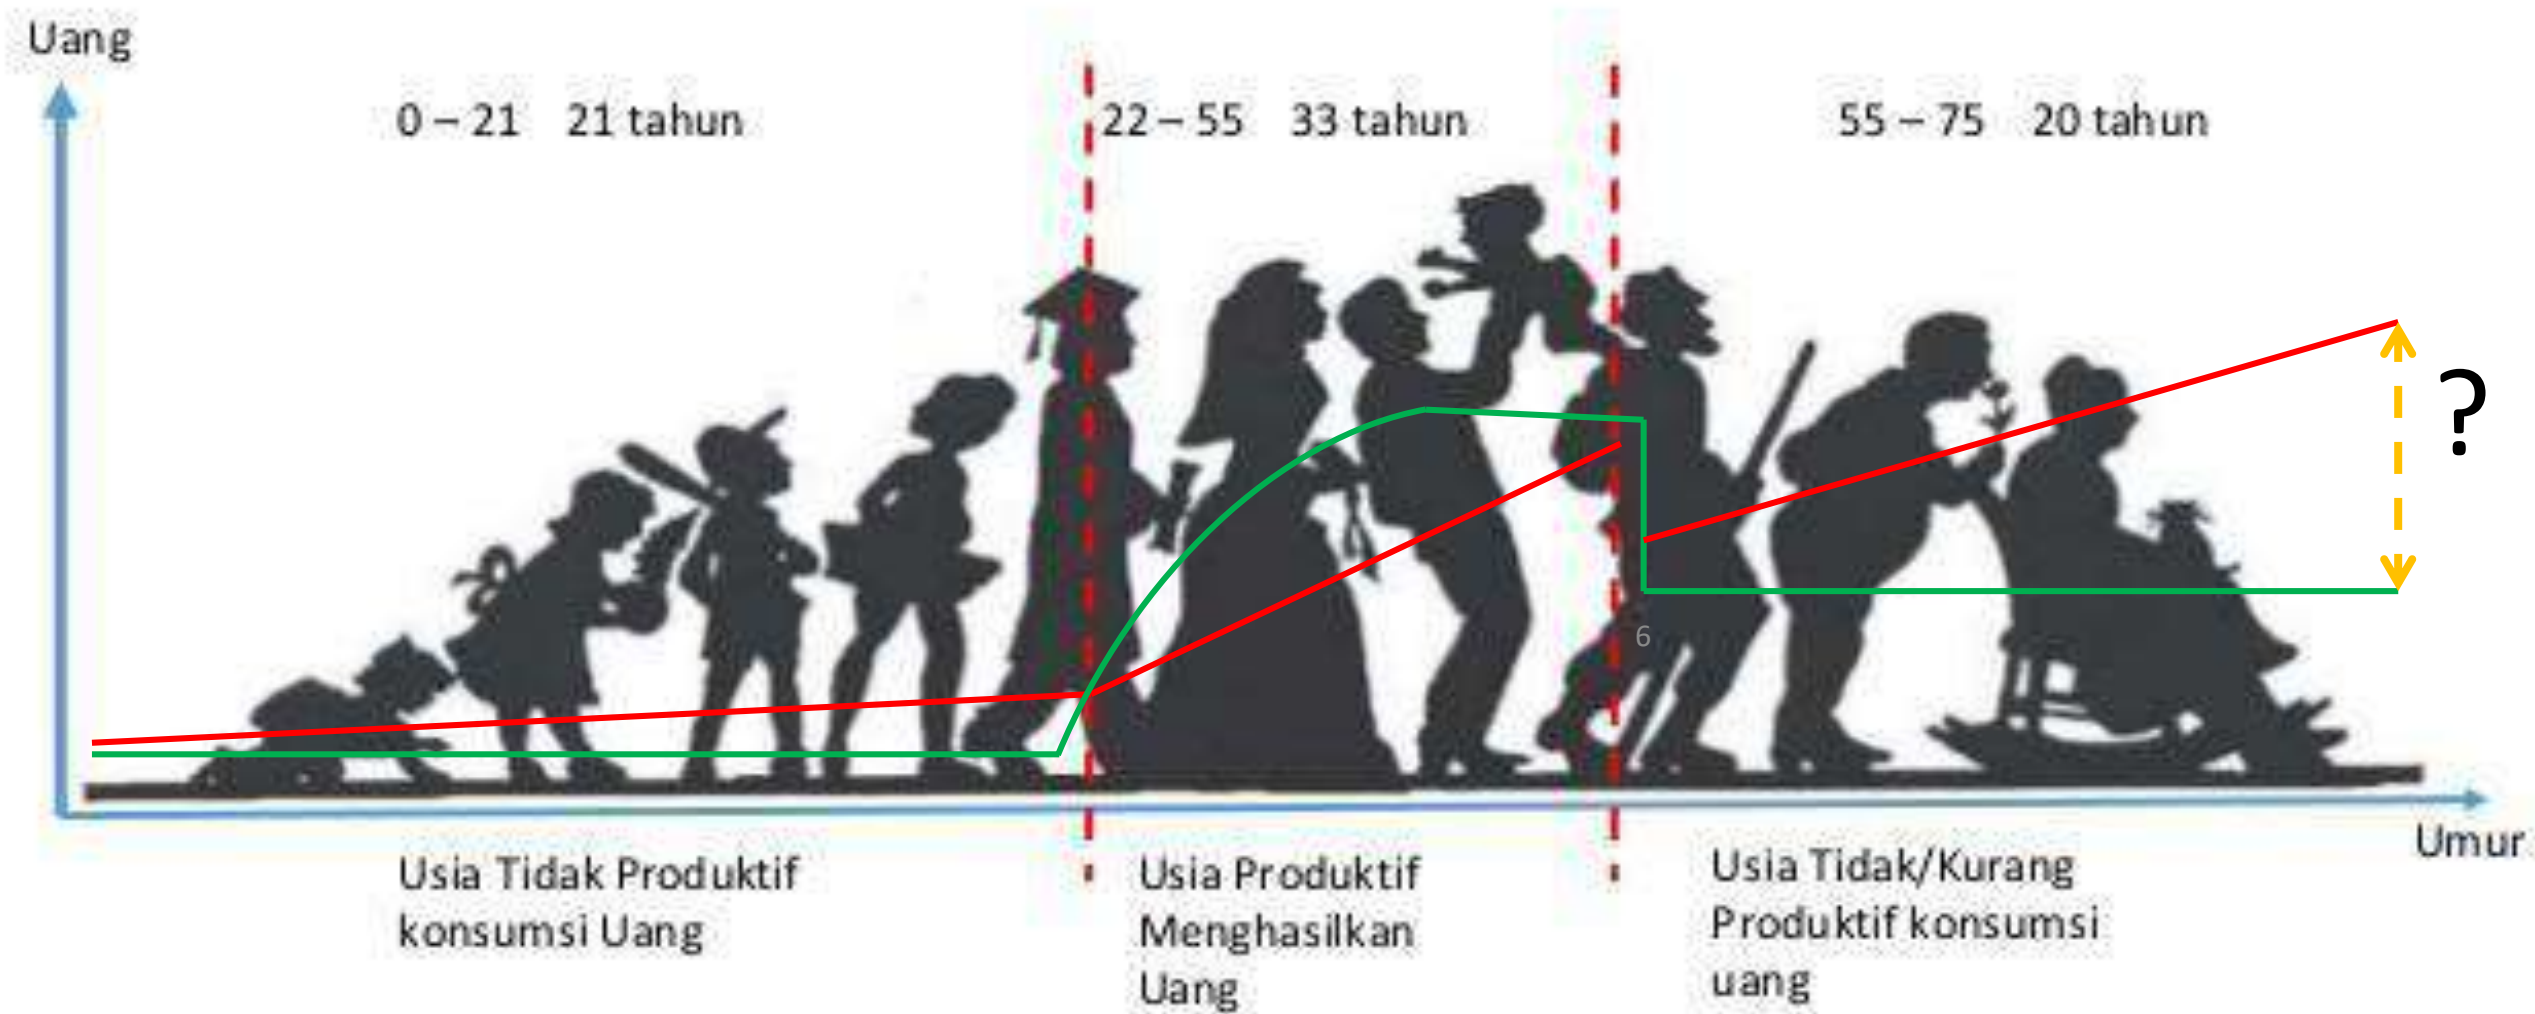 Uang
0 – 21 21 tahun
22 – 55 33 tahun
55 – 75 20 tahun
?
6
Umur
Usia Tidak Produktif
konsumsi Uang
Usia Produktif
Menghasilkan
Uang
Usia Tidak/Kurang
Produktif konsumsi
uang